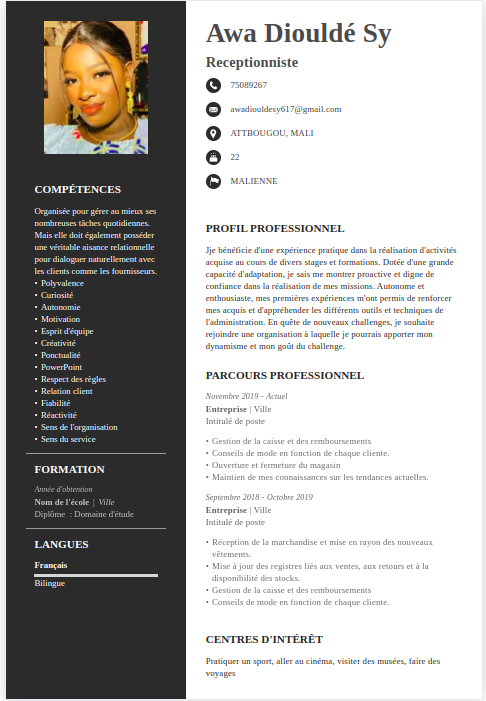 Awa Diouldé Sy
Receptionniste
75089267
awadiouldesy617@gmail.com
ATTBOUGOU, MALI
22
MALIENNE
COMPÉTENCES
Organisée pour gérer au mieux ses
nombreuses tâches quotidiennes.
Mais elle doit également posséder
une véritable aisance relationnelle
pour dialoguer naturellement avec
les clients comme les fournisseurs.
• Polyvalence
• Curiosité
• Autonomie
• Motivation
• Esprit d'équipe
• Créativité
• Ponctualité
• PowerPoint
• Respect des règles
• Relation client
• Fiabilité
• Réactivité
• Sens de l'organisation
• Sens du service
FORMATION
Année d'obtention
Nom de l'école | Ville
Diplôme : Domaine d'étude
LANGUES
Français
Bilingue
PROFIL PROFESSIONNEL
Jje bénéficie d'une expérience pratique dans la réalisation d'activités
acquise au cours de divers stages et formations. Dotée d'une grande
capacité d'adaptation, je sais me montrer proactive et digne de
confiance dans la réalisation de mes missions. Autonome et
enthousiaste, mes premières expériences m'ont permis de renforcer
mes acquis et d'appréhender les différents outils et techniques de
l'administration. En quête de nouveaux challenges, je souhaite
rejoindre une organisation à laquelle je pourrais apporter mon
dynamisme et mon goût du challenge.
PARCOURS PROFESSIONNEL
Novembre 2019 - Actuel
Entreprise | Ville
Intitulé de poste
• Gestion de la caisse et des remboursements
• Conseils de mode en fonction de chaque cliente.
• Ouverture et fermeture du magasin
• Maintien de mes connaissances sur les tendances actuelles.
Septembre 2018 - Octobre 2019
Entreprise | Ville
Intitulé de poste
• Réception de la marchandise et mise en rayon des nouveaux
vêtements.
• Mise à jour des registres liés aux ventes, aux retours et à la
disponibilité des stocks.
• Gestion de la caisse et des remboursements
• Conseils de mode en fonction de chaque cliente.
CENTRES D'INTÉRÊT
Pratiquer un sport, aller au cinéma, visiter des musées, faire des
voyages